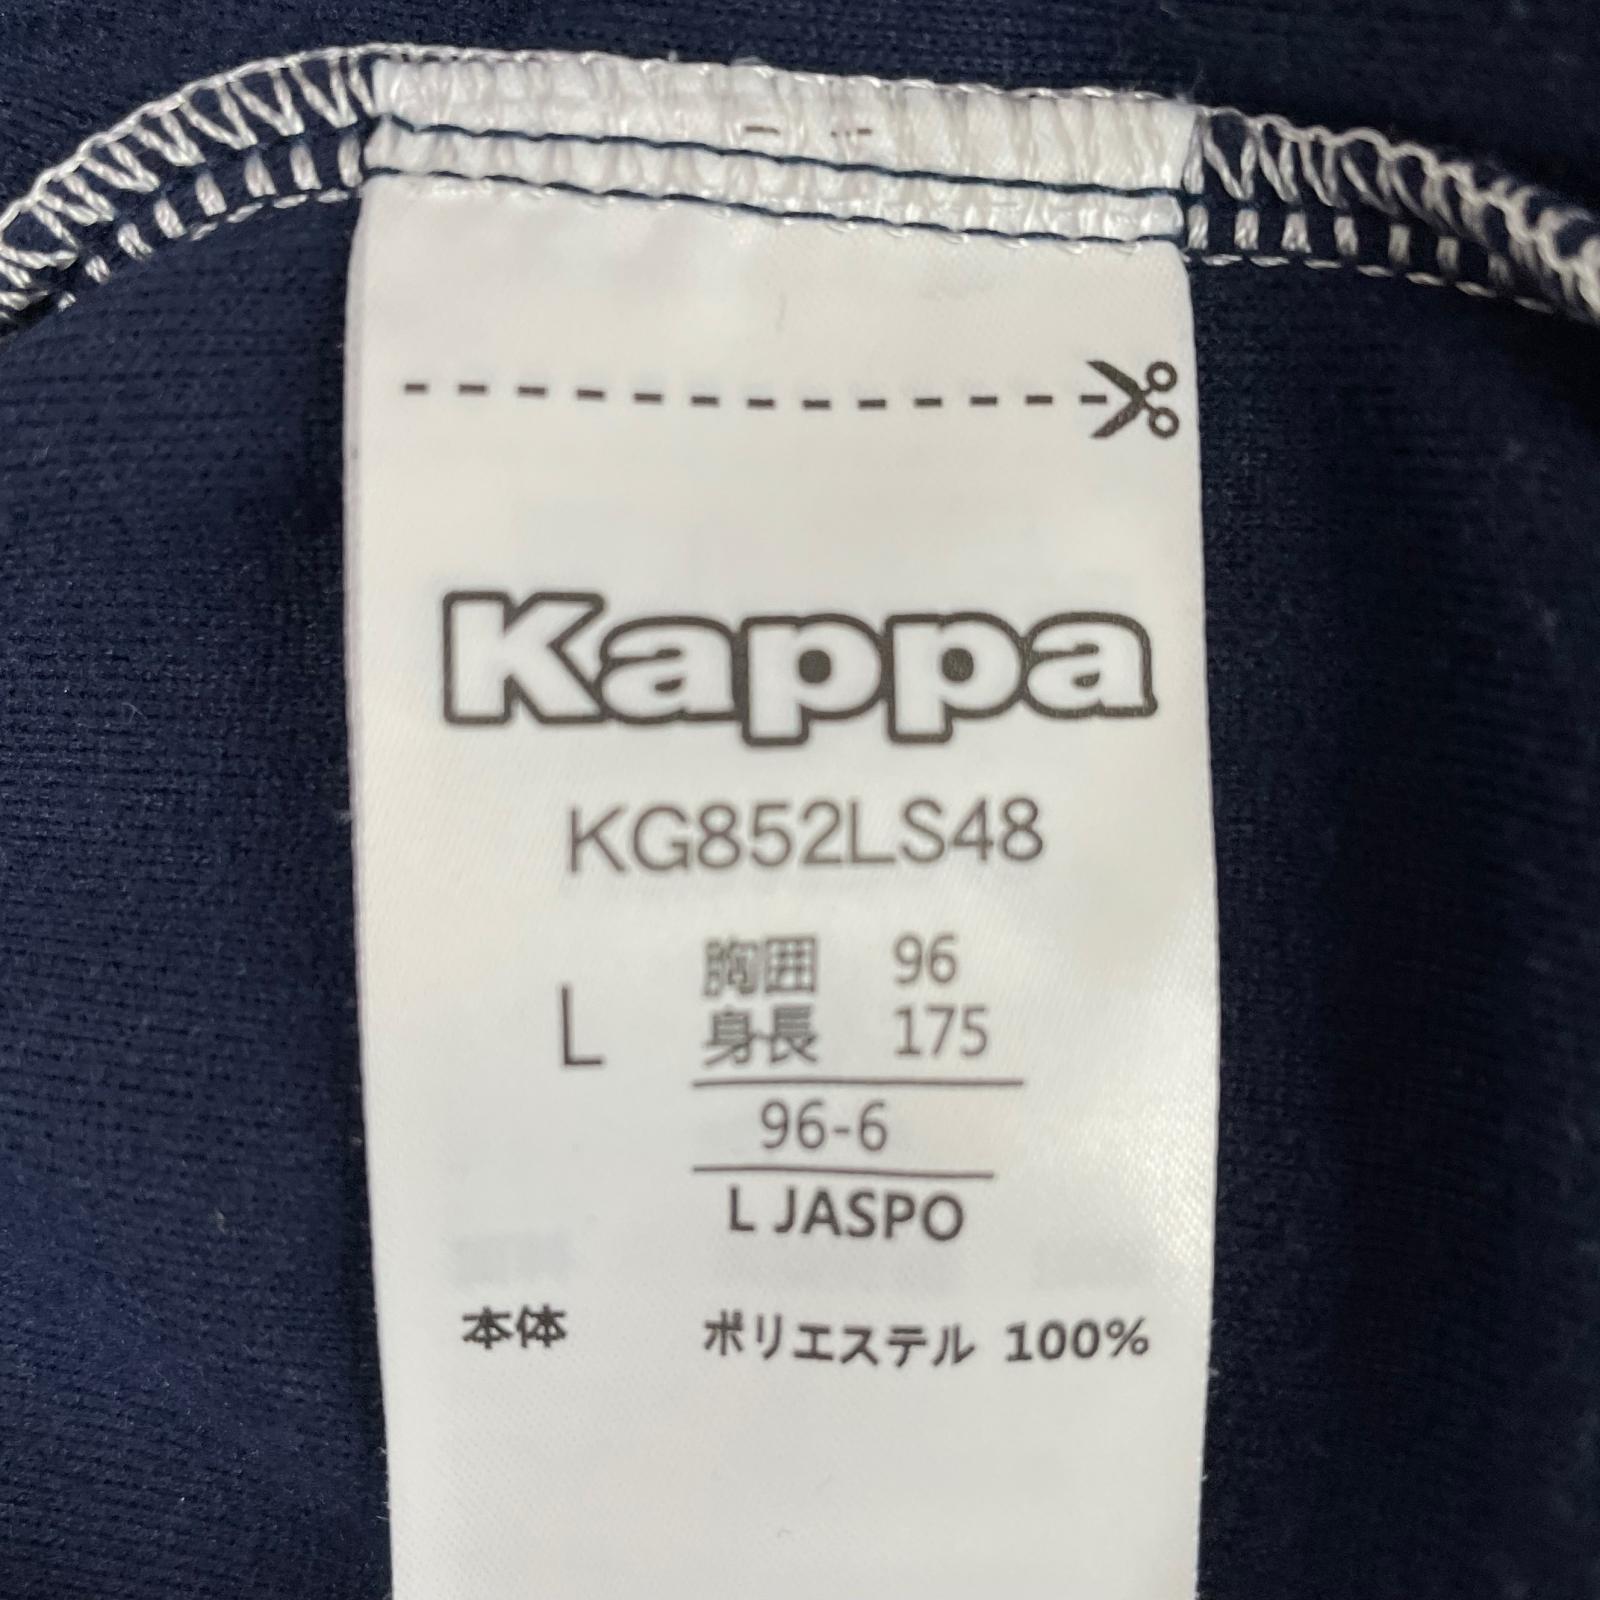 Kappa
KG852LS48
胸囲 96
L 身長 175
96-6
L JASPO
本体 ポリエステル 100%